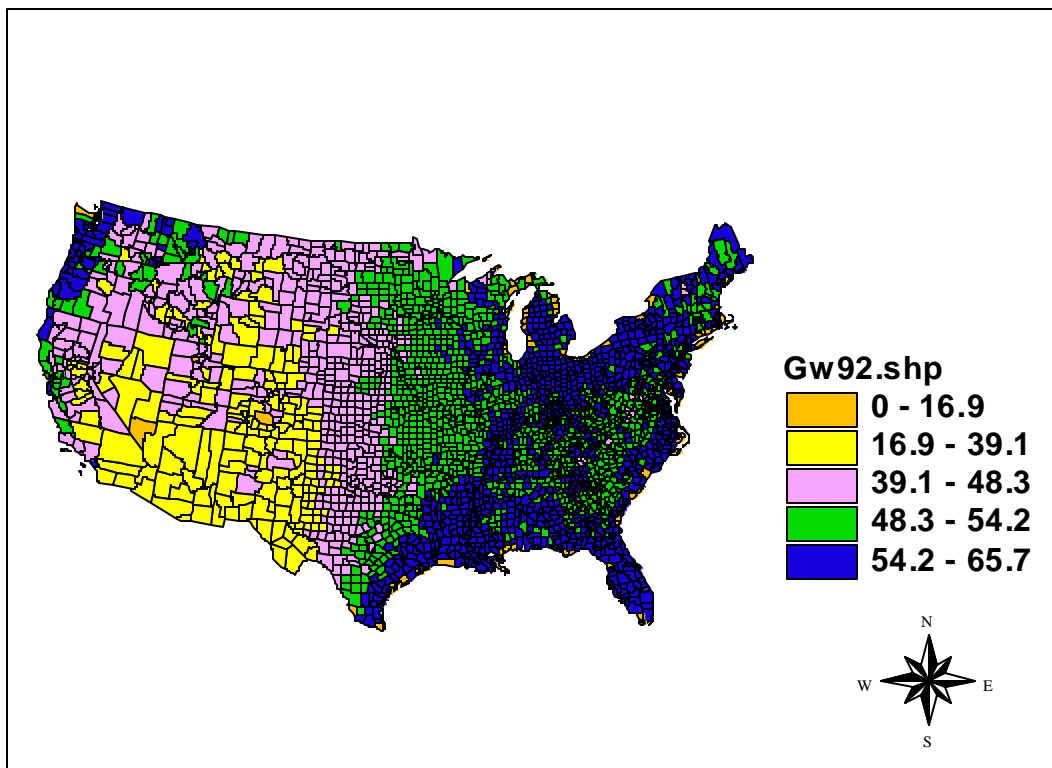 Gw92.shp
0 - 16.9
16.9 - 39.1
39.1 - 48.3
48.3 - 54.2
54.2 - 65.7
N
W E
S